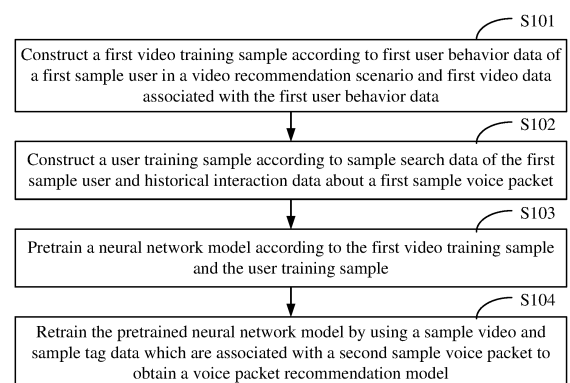 S101
Construct a first video training sample according to first user behavior data of
a first sample user in a video recommendation scenario and first video data
associated with the first user behavior data
S102
Construct a user training sample according to sample search data of the first
sample user and historical interaction data about a first sample voice packet
S103
Pretrain a neural network model according to the first video training sample
and the user training sample
S104
Retrain the pretrained neural network model by using a sample video and
sample tag data which are associated with a second sample voice packet to
obtain a voice packet recommendation model